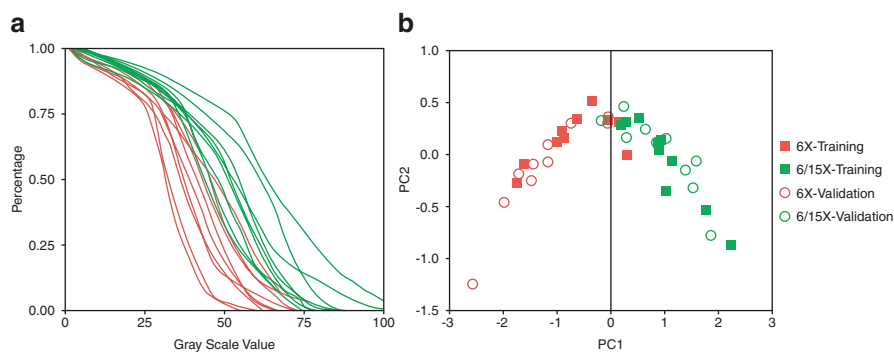 a
1.00
0.75
0.50
0.25
0.00
Percentage
0 25 50 75 100
Gray Scale Value
b
1.0
0.5
0.0
-0.5
-1.0
-1.5
PC2
-3 -2 -1 0 1 2 3
PC1
6X-Training
6/15X-Training
6X-Validation
6/15X-Validation